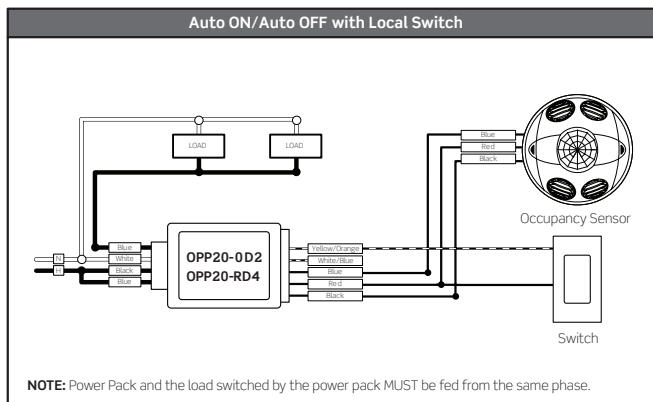 Auto ON/Auto OFF with Local Switch
LOAD
LOAD
Blue
Red
Black
Occupancy Sensor
Blue
White
Black
Blue
N
H
OPP20-0D2
OPP20-RD4
Yellow/Orange
White/Blue
Blue
Red
Black
Switch
NOTE: Power Pack and the load switched by the power pack MUST be fed from the same phase.